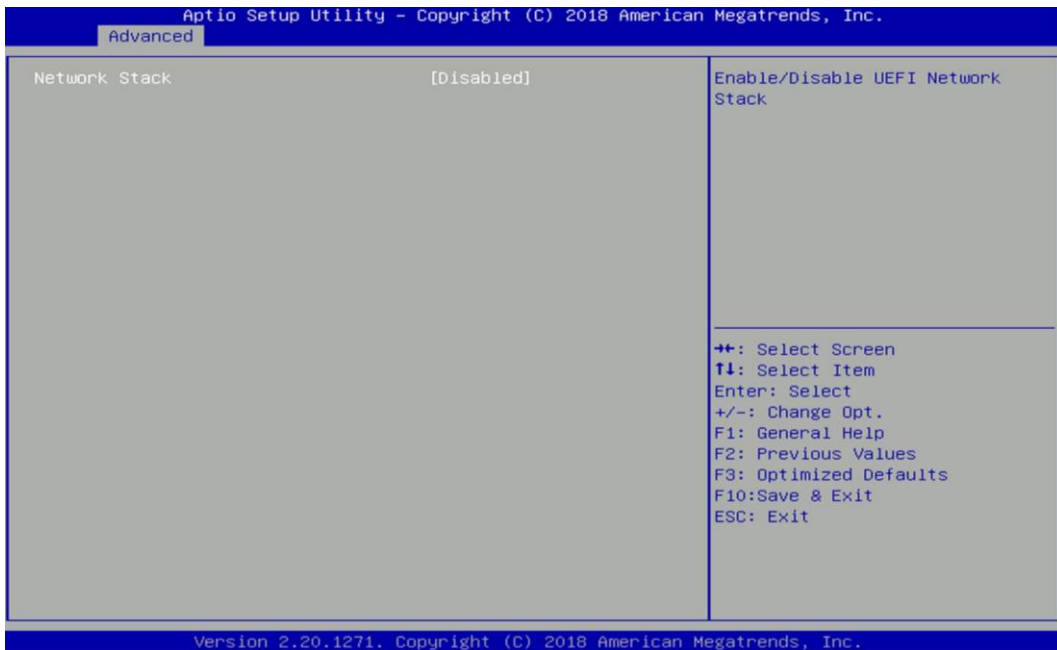 Aptio Setup Utility – Copyright (C) 2018 American Megatrends, Inc.
Advanced
Network Stack [Disabled]
Enable/Disable UEFI Network
Stack
→←: Select Screen
↑↓: Select Item
Enter: Select
+/-: Change Opt.
F1: General Help
F2: Previous Values
F3: Optimized Defaults
F10:Save & Exit
ESC: Exit
Version 2.20.1271. Copyright (C) 2018 American Megatrends, Inc.